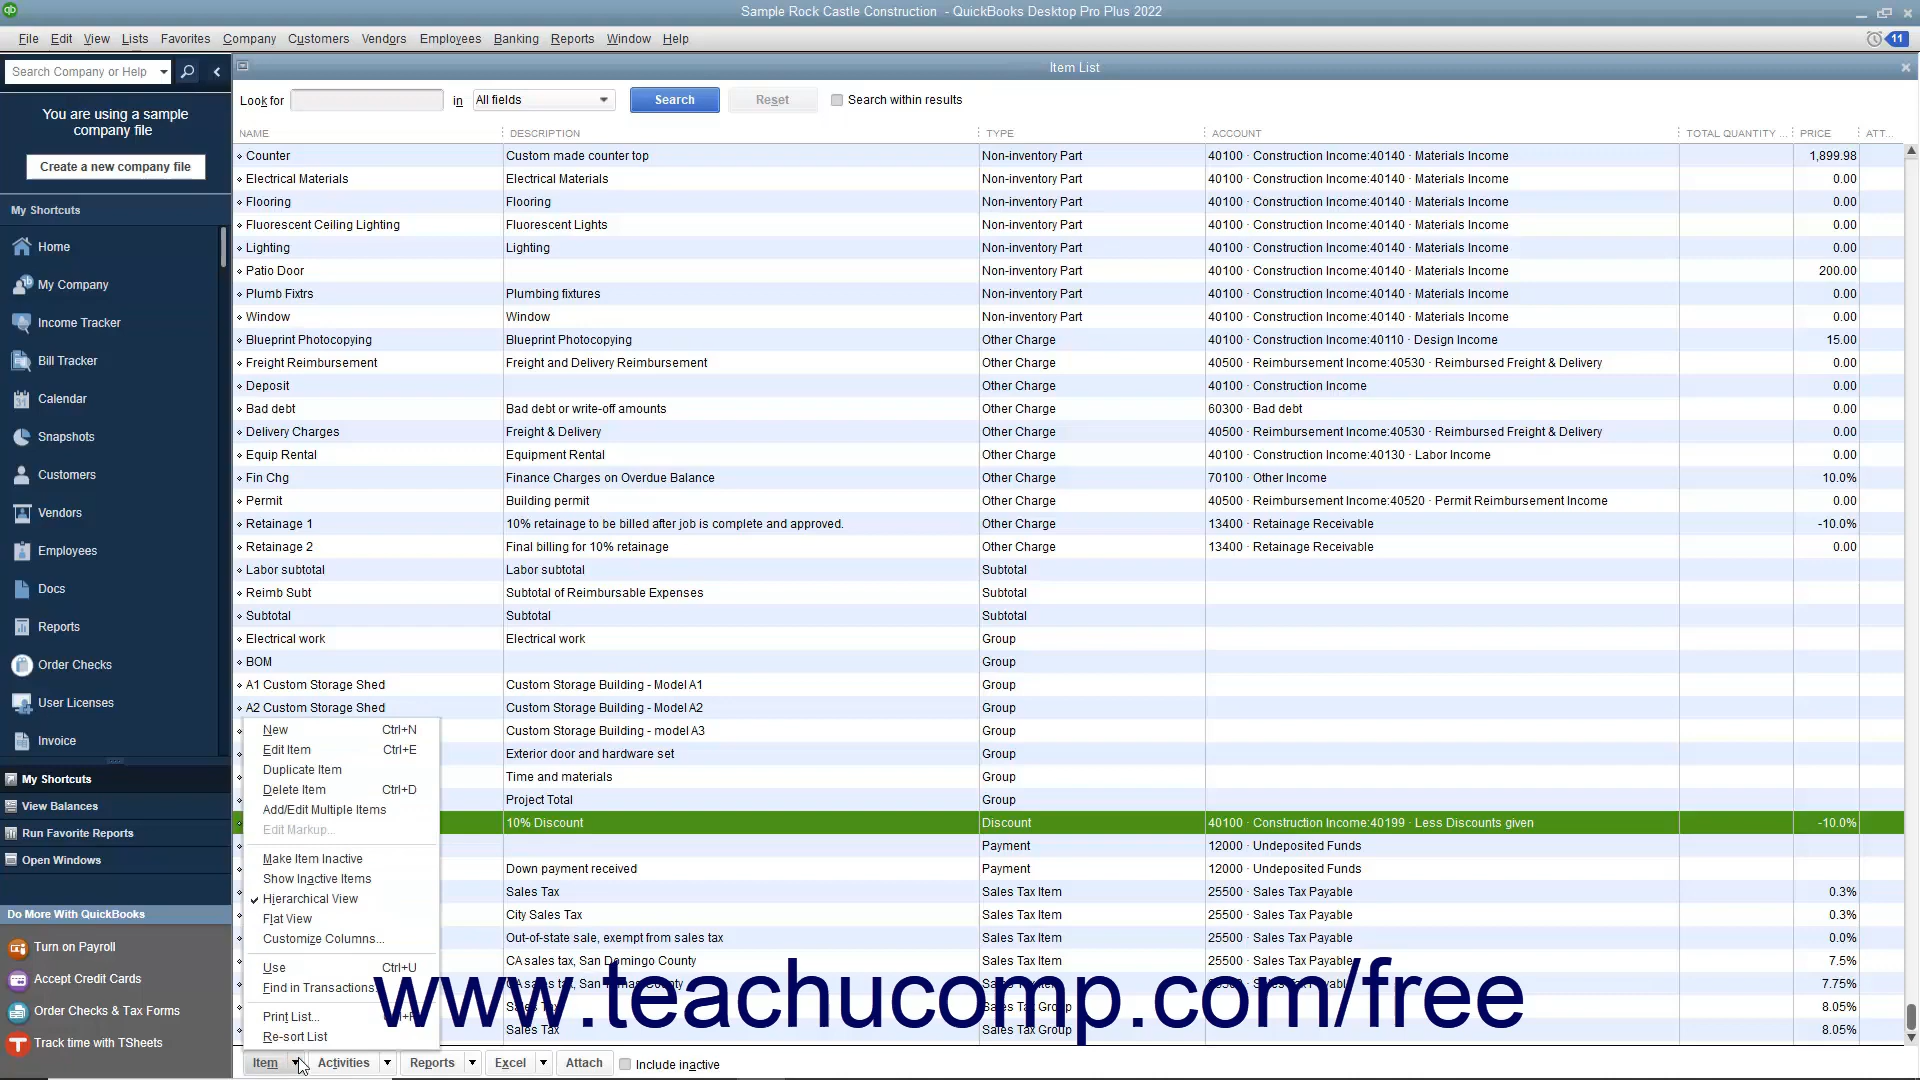 Sample Rock Castle Construction - QuickBooks Desktop Pro Plus 2022
File Edit View Lists Favorites Company Customers Vendors Employees Banking Reports Window Help
11
Search Company or Help
Item List
Look for in All fields Search Reset Search within results
You are using a sample company file
Create a new company file
My Shortcuts
Home
My Company
Income Tracker
Bill Tracker
Calendar
Snapshots
Customers
Vendors
Employees
Docs
Reports
Order Checks
User Licenses
Invoice
My Shortcuts
View Balances
Run Favorite Reports
Open Windows
Do More With QuickBooks
Turn on Payroll
Accept Credit Cards
Order Checks & Tax Forms
Track time with TSheets
NAME DESCRIPTION TYPE ACCOUNT TOTAL QUANTITY ... PRICE ATT...
Counter Custom made counter top Non-inventory Part 40100 · Construction Income:40140 · Materials Income 1,899.98
Electrical Materials Electrical Materials Non-inventory Part 40100 · Construction Income:40140 · Materials Income 0.00
Flooring Flooring Non-inventory Part 40100 · Construction Income:40140 · Materials Income 0.00
Fluorescent Ceiling Lighting Fluorescent Lights Non-inventory Part 40100 · Construction Income:40140 · Materials Income 0.00
Lighting Lighting Non-inventory Part 40100 · Construction Income:40140 · Materials Income 0.00
Patio Door Non-inventory Part 40100 · Construction Income:40140 · Materials Income 200.00
Plumb Fixtrs Plumbing fixtures Non-inventory Part 40100 · Construction Income:40140 · Materials Income 0.00
Window Window Non-inventory Part 40100 · Construction Income:40140 · Materials Income 0.00
Blueprint Photocopying Blueprint Photocopying Other Charge 40100 · Construction Income:40110 · Design Income 15.00
Freight Reimbursement Freight and Delivery Reimbursement Other Charge 40500 · Reimbursement Income:40530 · Reimbursed Freight & Delivery 0.00
Deposit Other Charge 40100 · Construction Income 0.00
Bad debt Bad debt or write-off amounts Other Charge 60300 · Bad debt 0.00
Delivery Charges Freight & Delivery Other Charge 40500 · Reimbursement Income:40530 · Reimbursed Freight & Delivery 0.00
Equip Rental Equipment Rental Other Charge 40100 · Construction Income:40130 · Labor Income 0.00
Fin Chg Finance Charges on Overdue Balance Other Charge 70100 · Other Income 10.0%
Permit Building permit Other Charge 40500 · Reimbursement Income:40520 · Permit Reimbursement Income 0.00
Retainage 1 10% retainage to be billed after job is complete and approved. Other Charge 13400 · Retainage Receivable -10.0%
Retainage 2 Final billing for 10% retainage Other Charge 13400 · Retainage Receivable 0.00
Labor subtotal Labor subtotal Subtotal
Reimb Subt Subtotal of Reimbursable Expenses Subtotal
Subtotal Subtotal Subtotal
Electrical work Electrical work Group
BOM Group
A1 Custom Storage Shed Custom Storage Building - Model A1 Group
A2 Custom Storage Shed Custom Storage Building - Model A2 Group
Custom Storage Building - model A3 Group
Exterior door and hardware set Group
Time and materials Group
Project Total Group
10% Discount Discount 40100 · Construction Income:40199 · Less Discounts given -10.0%
Payment 12000 · Undeposited Funds
Down payment received Payment 12000 · Undeposited Funds
Sales Tax Sales Tax Item 25500 · Sales Tax Payable 0.3%
City Sales Tax Sales Tax Item 25500 · Sales Tax Payable 0.3%
Out-of-state sale, exempt from sales tax Sales Tax Item 25500 · Sales Tax Payable 0.0%
CA sales tax, San Domingo County Sales Tax Item 25500 · Sales Tax Payable 7.5%
CA sales tax, San County Sales Tax Item Sales Tax Payable 7.75%
Sales Tax Sales Tax Group 8.05%
Sales Tax Sales Tax Group 8.05%
New Ctrl+N
Edit Item Ctrl+E
Duplicate Item
Delete Item Ctrl+D
Add/Edit Multiple Items
Edit Markup...
Make Item Inactive
Show Inactive Items
Hierarchical View
Flat View
Customize Columns...
Use Ctrl+U
Find in Transactions...
Print List...
Re-sort List
www.teachucomp.com/free
Item Activities Reports Excel Attach Include inactive